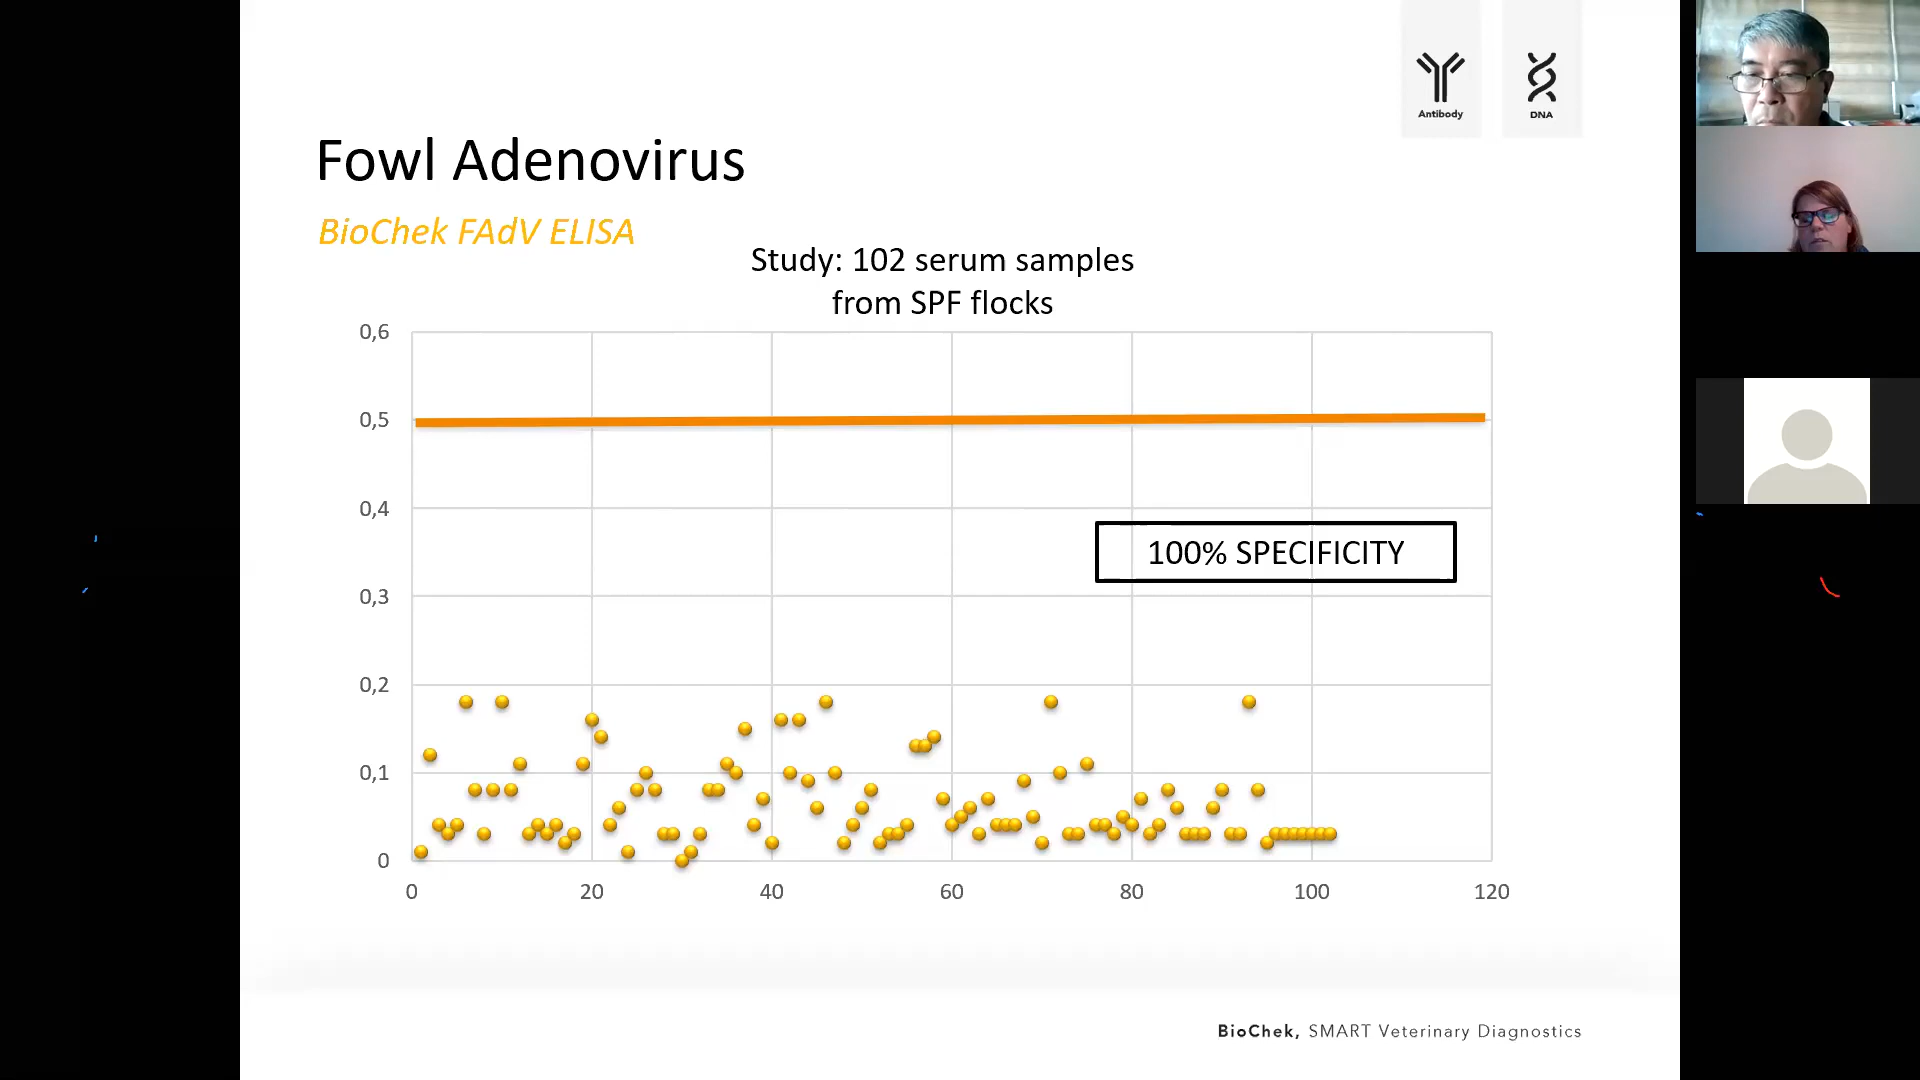 Antibody
DNA
Fowl Adenovirus
BioChek FAdV ELISA
Study: 102 serum samples
from SPF flocks
0,6
0,5
0,4
100% SPECIFICITY
0,3
0,2
0,1
0
0 20 40 60 80 100 120
BioChek, SMART Veterinary Diagnostics